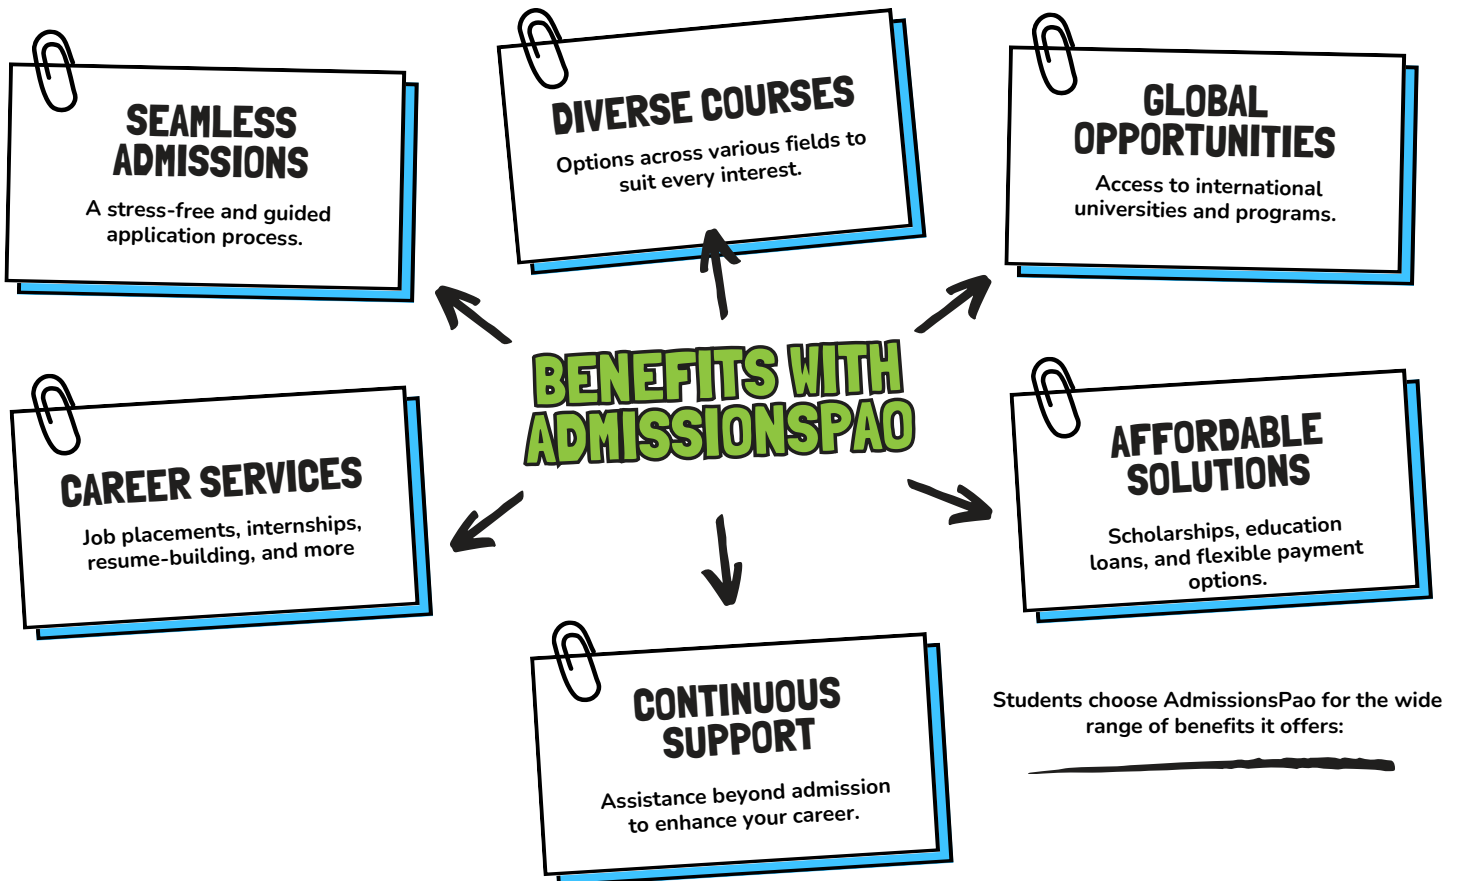 SEAMLESS
ADMISSIONS
A stress-free and guided
application process.
DIVERSE COURSES
Options across various fields to
suit every interest.
GLOBAL
OPPORTUNITIES
Access to international
universities and programs.
BENEFITS WITH
ADMISSIONSPAO
CAREER SERVICES
Job placements, internships,
resume-building, and more
AFFORDABLE
SOLUTIONS
Scholarships, education
loans, and flexible payment
options.
CONTINUOUS
SUPPORT
Assistance beyond admission
to enhance your career.
Students choose AdmissionsPao for the wide
range of benefits it offers: